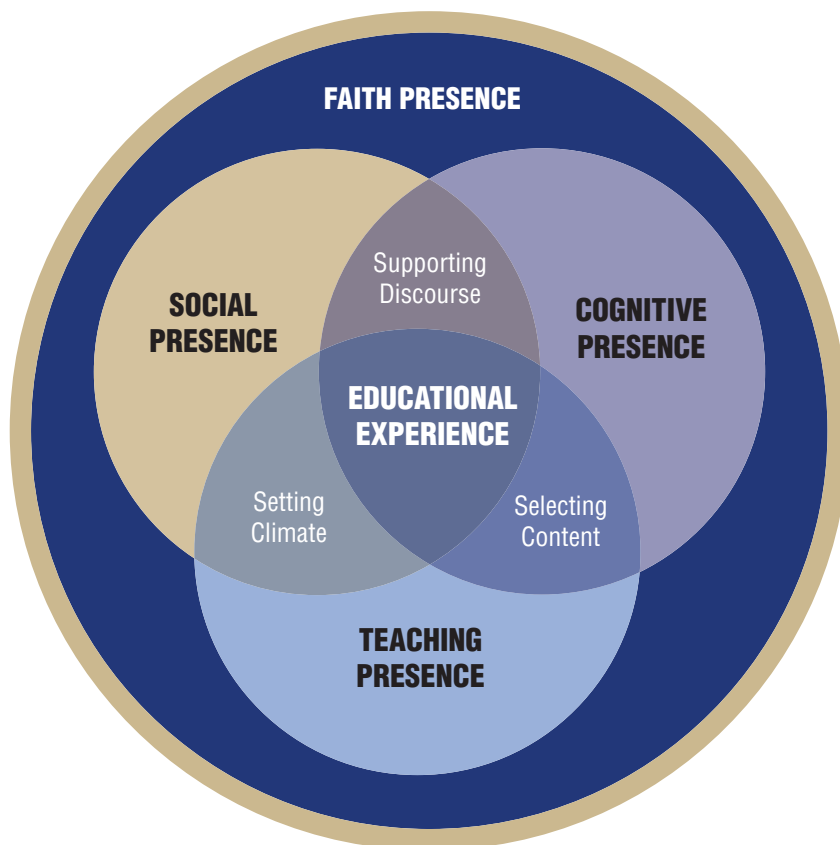 FAITH PRESENCE
Supporting
Discourse
SOCIAL
PRESENCE
COGNITIVE
PRESENCE
EDUCATIONAL
EXPERIENCE
Setting
Climate
Selecting
Content
TEACHING
PRESENCE